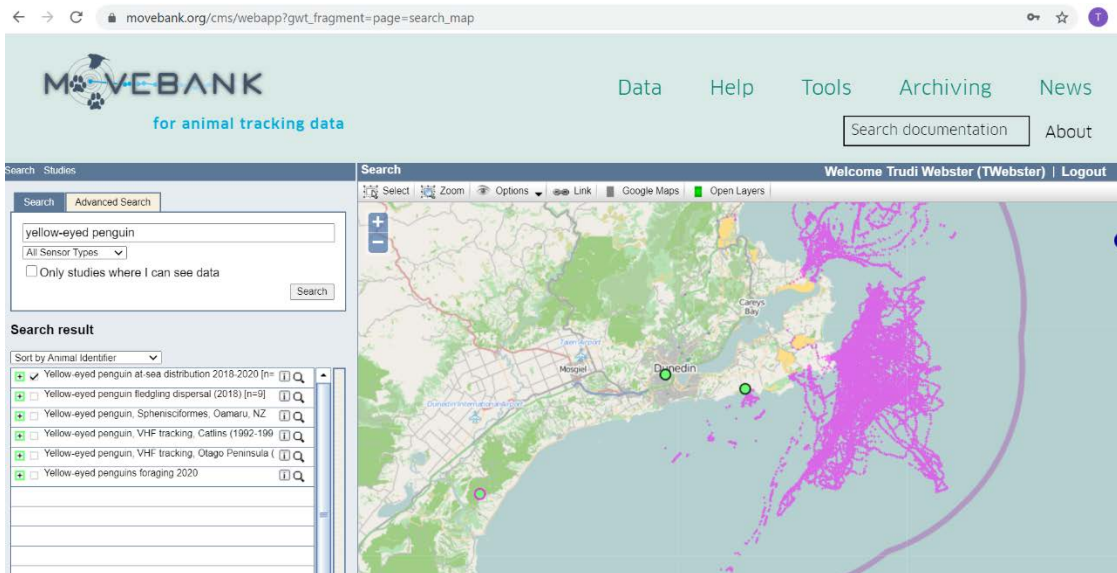 movebank.org/cms/webapp?gwt_fragment=page=search_map
T
MOVEBANK
for animal tracking data
Data Help Tools Archiving News
Search documentation About
Search Studies
Search
Welcome Trudi Webster (TWebster) | Logout
Select Zoom Options Link Google Maps Open Layers
Search Advanced Search
yellow-eyed penguin
All Sensor Types
Only studies where I can see data
Search
Search result
Sort by Animal Identifier
Yellow-eyed penguin at-sea distribution 2018-2020 [n=
Yellow-eyed penguin fledgling dispersal (2018) [n=9]
Yellow-eyed penguin, Sphenisciformes, Oamaru, NZ
Yellow-eyed penguin, VHF tracking, Catlins (1992-199
Yellow-eyed penguin, VHF tracking, Otago Peninsula (
Yellow-eyed penguins foraging 2020
+
−
Careys
Bay
Taieri Airport
Mosgiel
Dunedin
Dunedin International Airport